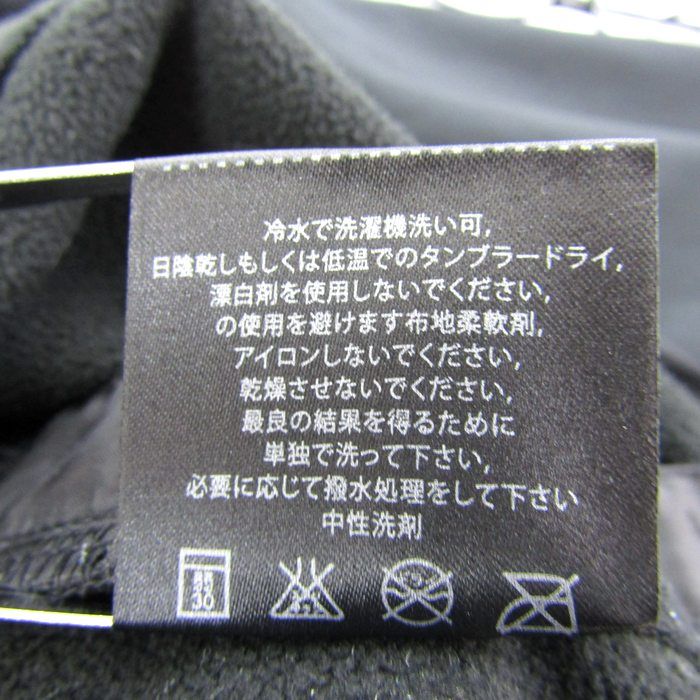 冷水で洗濯機洗い可,
日陰乾しもしくは低温でのタンブラードライ,
漂白剤を使用しないでください,
の使用を避けます布地柔軟剤,
アイロンしないでください,
乾燥させないでください,
最良の結果を得るために
単独で洗って下さい,
必要に応じて撥水処理をして下さい
中性洗剤
30